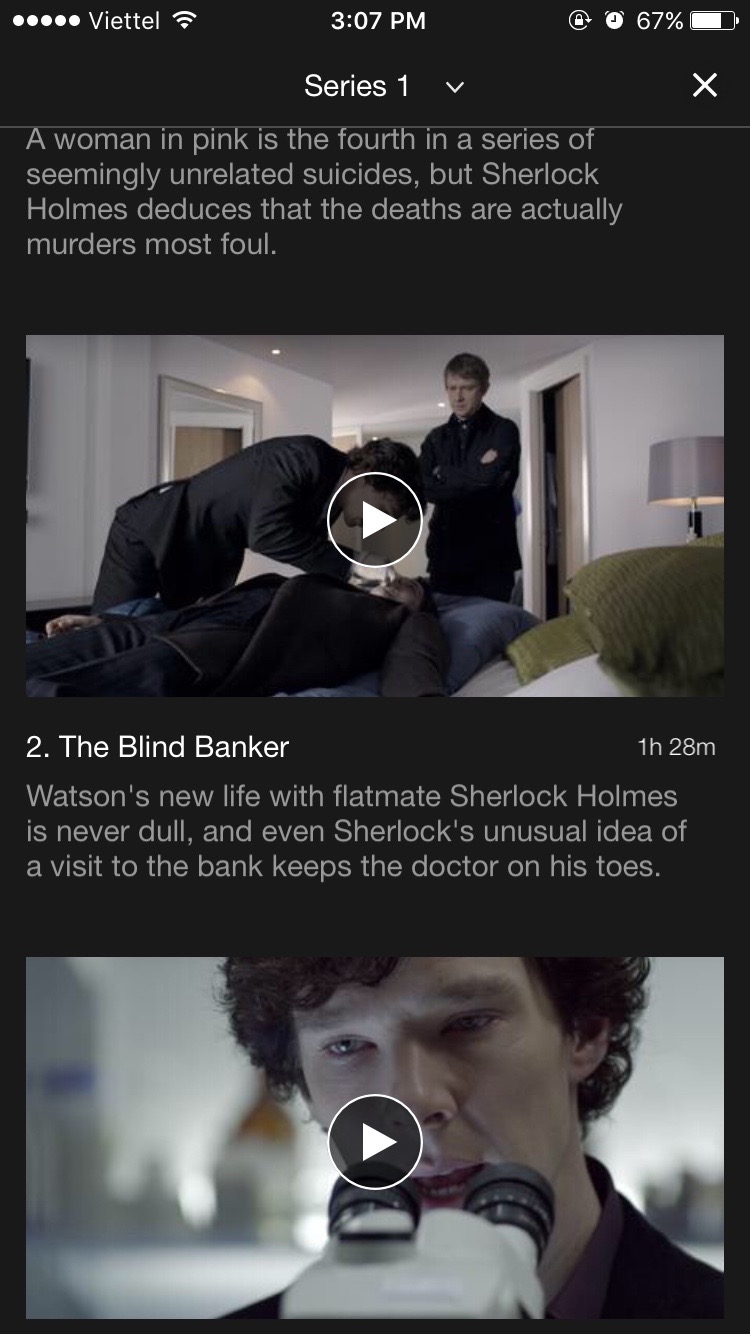 Viettel 3:07 PM 67%
Series 1
A woman in pink is the fourth in a series of
seemingly unrelated suicides, but Sherlock
Holmes deduces that the deaths are actually
murders most foul.
2. The Blind Banker 1h 28m
Watson's new life with flatmate Sherlock Holmes
is never dull, and even Sherlock's unusual idea of
a visit to the bank keeps the doctor on his toes.